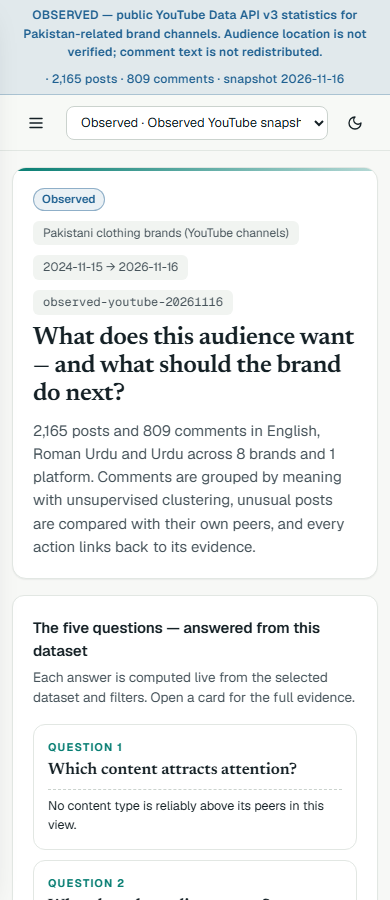 OBSERVED — public YouTube Data API v3 statistics for
Pakistan-related brand channels. Audience location is not
verified; comment text is not redistributed.
· 2,165 posts · 809 comments · snapshot 2026-11-16
Observed · Observed YouTube snapsh
Observed
Pakistani clothing brands (YouTube channels)
2024-11-15 → 2026-11-16
observed-youtube-20261116
What does this audience want
— and what should the brand
do next?
2,165 posts and 809 comments in English,
Roman Urdu and Urdu across 8 brands and 1
platform. Comments are grouped by meaning
with unsupervised clustering, unusual posts
are compared with their own peers, and every
action links back to its evidence.
The five questions — answered from this
dataset
Each answer is computed live from the selected
dataset and filters. Open a card for the full evidence.
QUESTION 1
Which content attracts attention?
No content type is reliably above its peers in this
view.
QUESTION 2